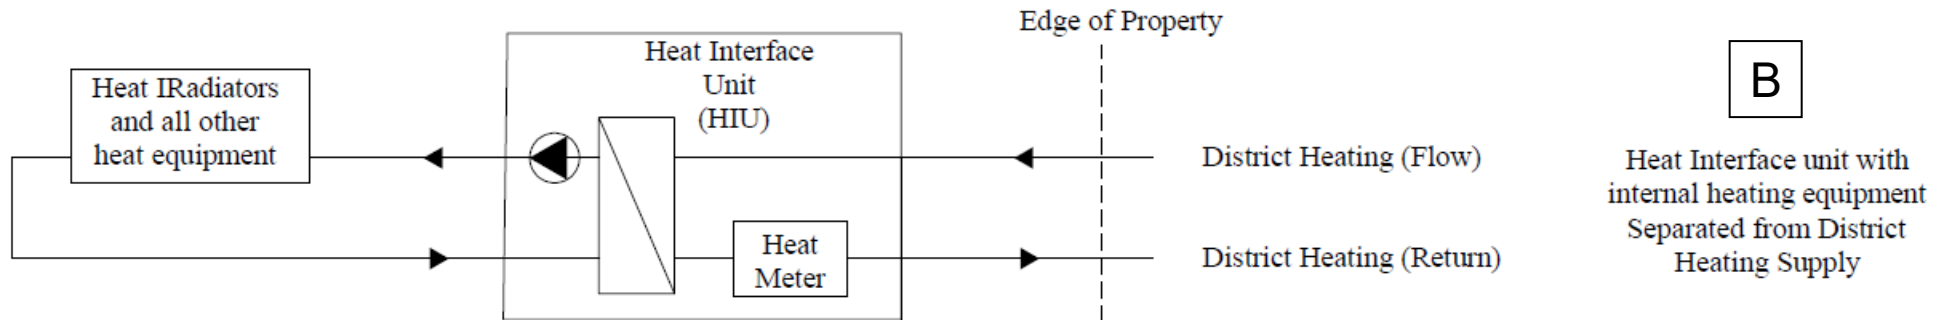 Edge of Property
Heat Interface
Unit
(HIU)
B
Heat IRadiators
and all other
heat equipment
District Heating (Flow)
Heat Interface unit with
internal heating equipment
Separated from District
Heating Supply
Heat
Meter
District Heating (Return)